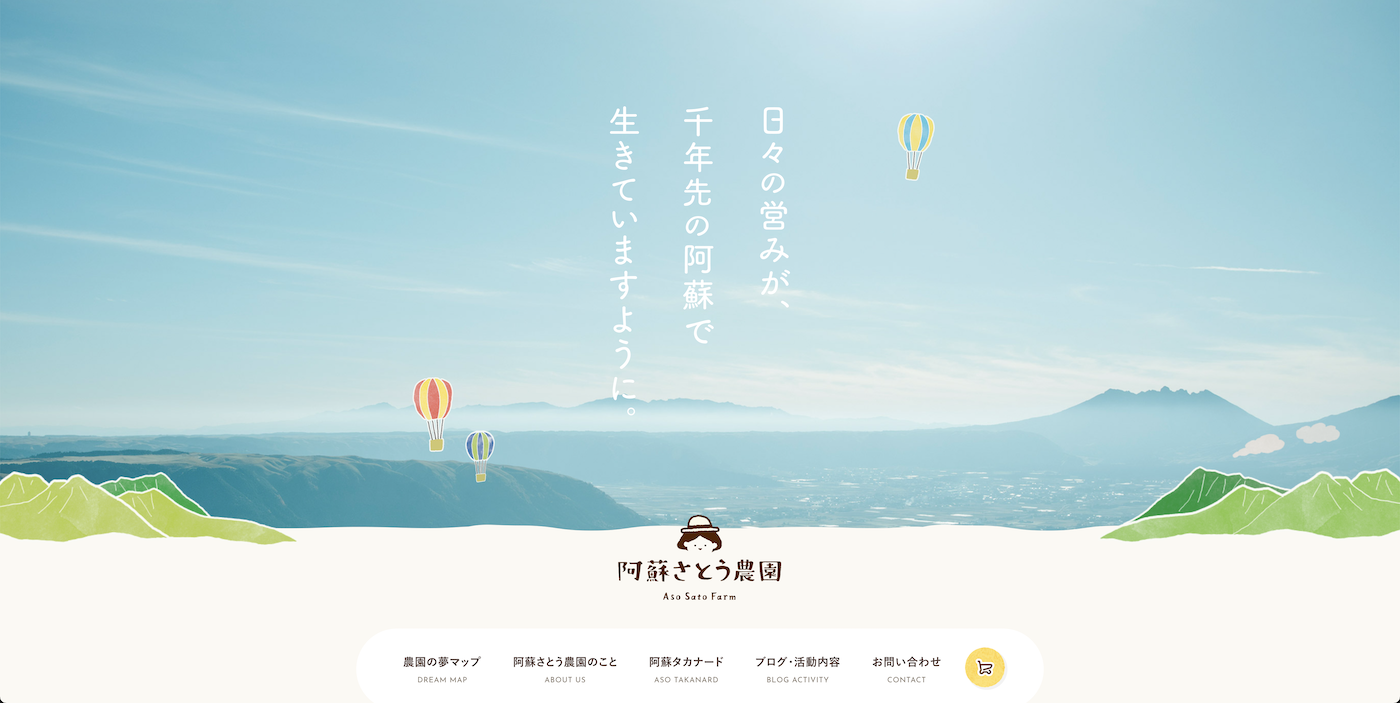 日々の営みが、
千年先の阿蘇で
生きていますように。
阿蘇さとう農園
Aso Sato Farm
農園の夢マップ
DREAM MAP
阿蘇さとう農園のこと
ABOUT US
阿蘇タカナード
ASO TAKANARD
ブログ・活動内容
BLOG ACTIVITY
お問い合わせ
CONTACT